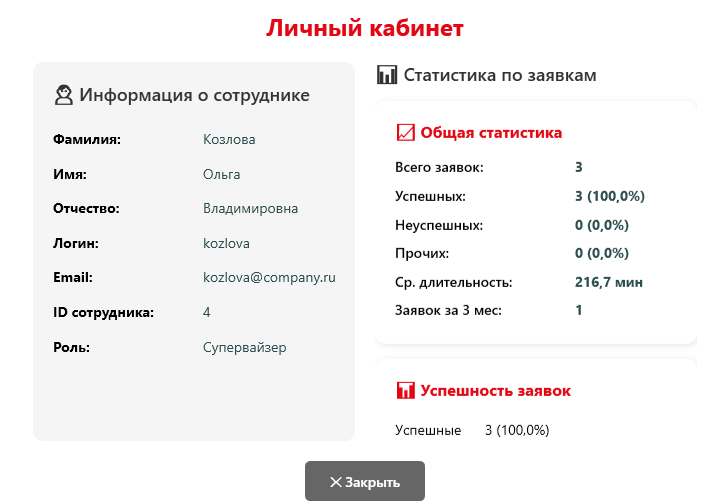 Личный кабинет
Информация о сотруднике
Фамилия: Козлова
Имя: Ольга
Отчество: Владимировна
Логин: kozlova
Email: kozlova@company.ru
ID сотрудника: 4
Роль: Супервайзер
Статистика по заявкам
Общая статистика
Всего заявок: 3
Успешных: 3 (100,0%)
Неуспешных: 0 (0,0%)
Прочих: 0 (0,0%)
Ср. длительность: 216,7 мин
Заявок за 3 мес: 1
Успешность заявок
Успешные 3 (100,0%)
Закрыть